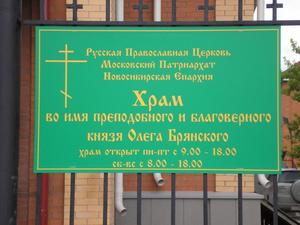 Русская Православная Церковь
Московский Патриархат
Новосибирская Епархия
Храм
во имя преподобного и благоверного
князя Олега Брянского
храм открыт пн-пт с 9.00 - 18.00
сб-вс с 8.00 - 18.00